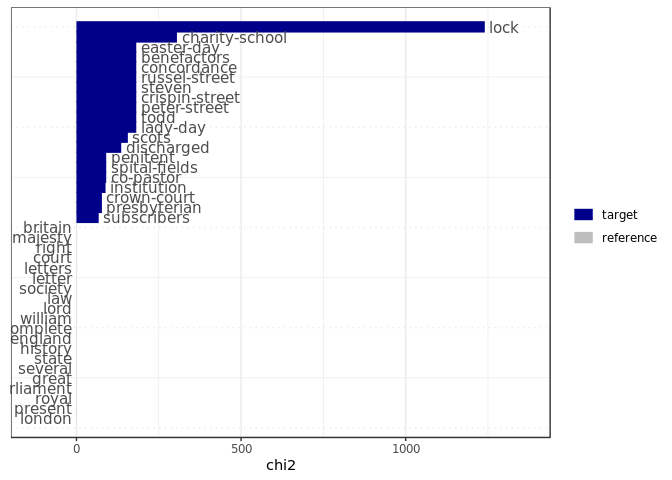 lock
charity-school
easter-day
benefactors
concordance
russel-street
steven
crispin-street
peter-street
todd
lady-day
scots
discharged
penitent
spital-fields
co-pastor
institution
crown-court
presbyterian
subscribers
britain
majesty
right
court
letters
letter
society
law
lord
william
omplete
england
history
state
several
great
rliament
royal
present
london
target
reference
0 500 1000
chi2